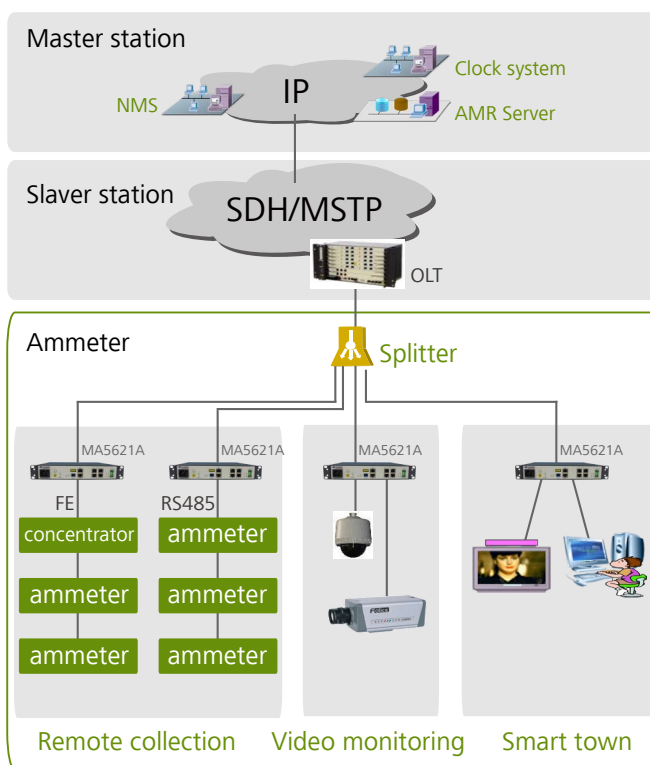 Master station
Clock system
NMS
IP
AMR Server
Slaver station
SDH/MSTP
OLT
Ammeter
Splitter
MA5621A
MA5621A
MA5621A
MA5621A
FE
RS485
concentrator
ammeter
ammeter
ammeter
ammeter
ammeter
Remote collection
Video monitoring
Smart town